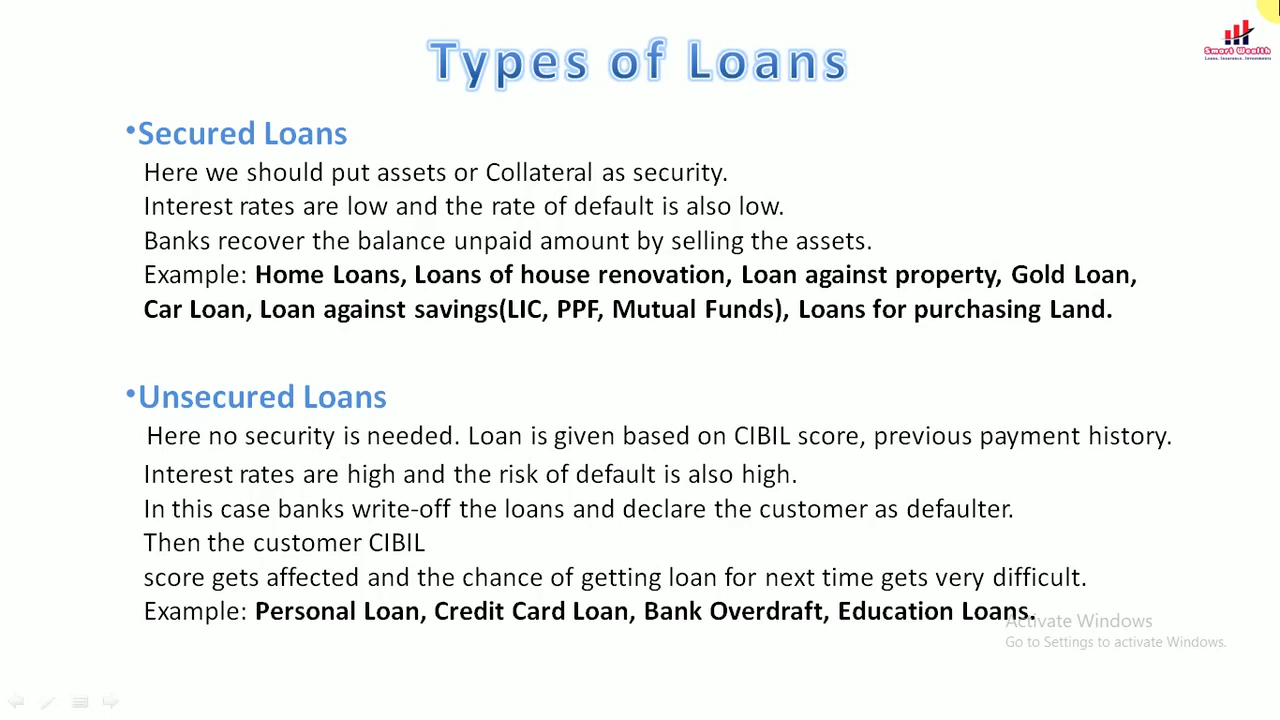 Types of Loans
Smart Wealth
Loans, Insurance, Investments
•Secured Loans
Here we should put assets or Collateral as security.
Interest rates are low and the rate of default is also low.
Banks recover the balance unpaid amount by selling the assets.
Example: Home Loans, Loans of house renovation, Loan against property, Gold Loan,
Car Loan, Loan against savings(LIC, PPF, Mutual Funds), Loans for purchasing Land.
•Unsecured Loans
Here no security is needed. Loan is given based on CIBIL score, previous payment history.
Interest rates are high and the risk of default is also high.
In this case banks write-off the loans and declare the customer as defaulter.
Then the customer CIBIL
score gets affected and the chance of getting loan for next time gets very difficult.
Example: Personal Loan, Credit Card Loan, Bank Overdraft, Education Loans.
Activate Windows
Go to Settings to activate Windows.